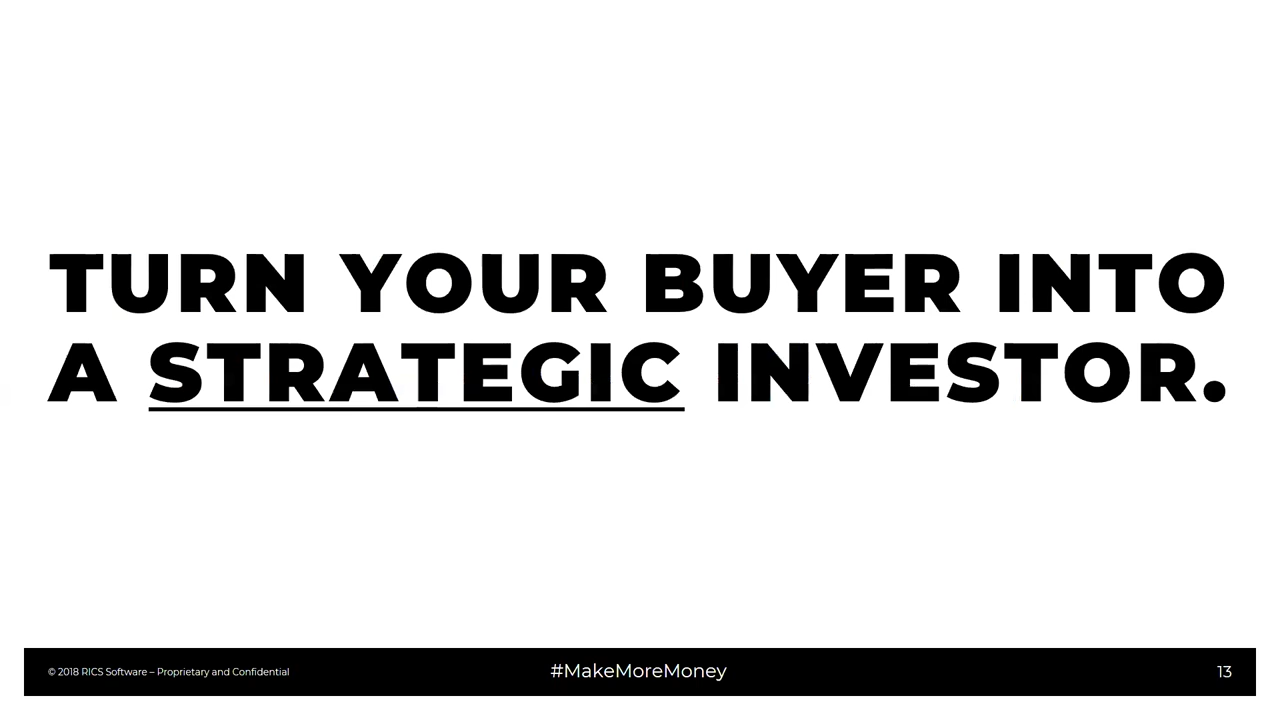 TURN YOUR BUYER INTO
A STRATEGIC INVESTOR.
© 2018 RICS Software – Proprietary and Confidential
#MakeMoreMoney
13